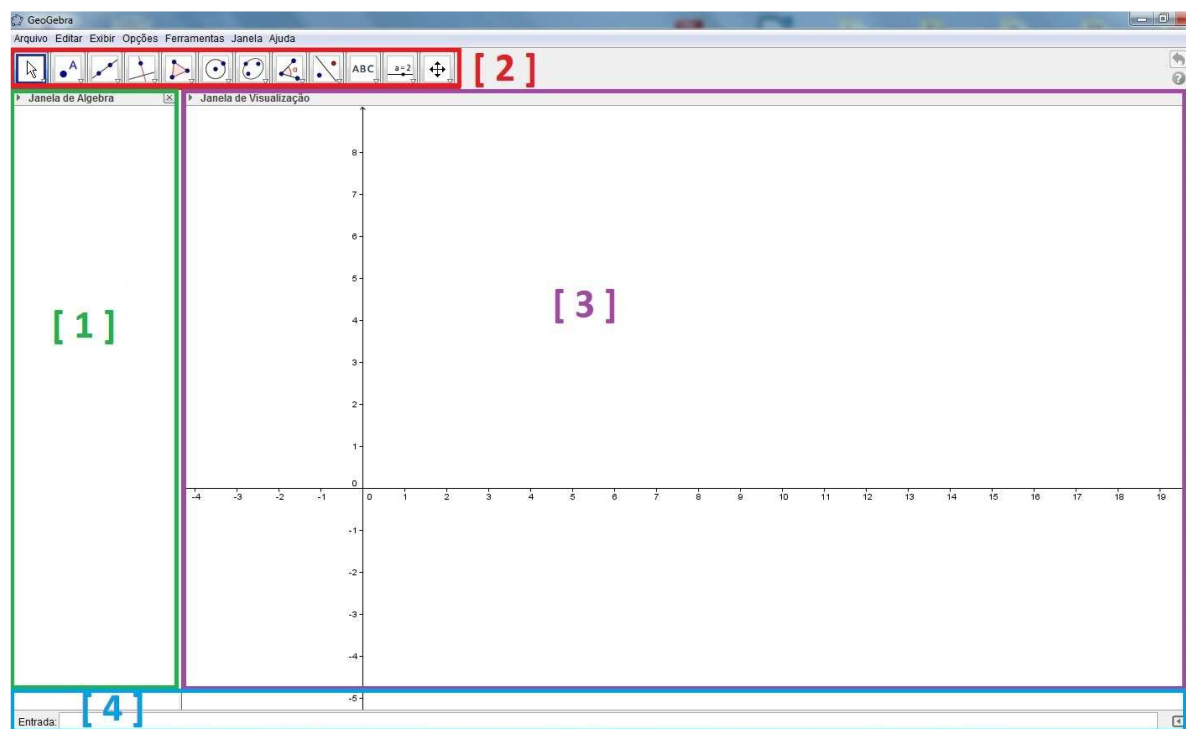 GeoGebra
Arquivo Editar Exibir Opções Ferramentas Janela Ajuda
A
α
ABC
a=2
[ 2 ]
Janela de Álgebra
Janela de Visualização
8
7
6
5
[ 3 ]
[ 1 ]
4
3
2
1
0
-4 -3 -2 -1 0 1 2 3 4 5 6 7 8 9 10 11 12 13 14 15 16 17 18 19
-1
-2
-3
-4
-5
[ 4 ]
Entrada: